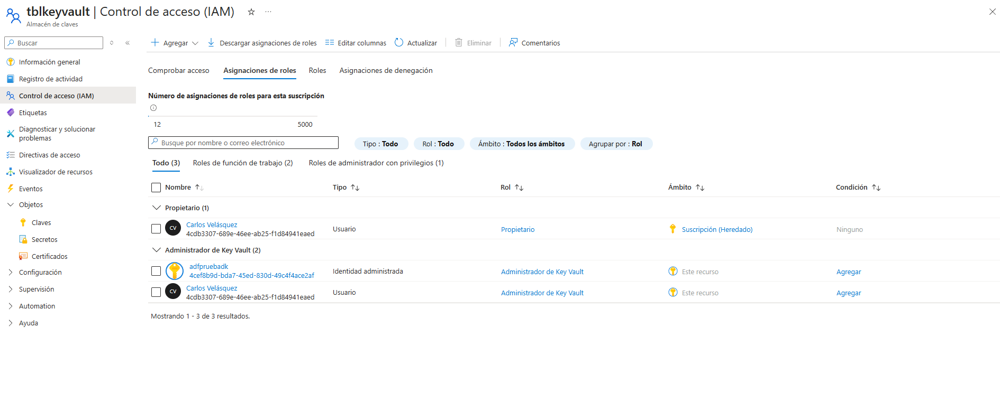 tblkeyvault | Control de acceso (IAM)
Almacén de claves
Buscar
Información general
Registro de actividad
Control de acceso (IAM)
Etiquetas
Diagnosticar y solucionar
problemas
Directivas de acceso
Visualizador de recursos
Eventos
Objetos
Claves
Secretos
Certificados
Configuración
Supervisión
Automation
Ayuda
Agregar Descargar asignaciones de roles Editar columnas Actualizar Eliminar Comentarios
Comprobar acceso Asignaciones de roles Roles Asignaciones de denegación
Número de asignaciones de roles para esta suscripción
12 5000
Busque por nombre o correo electrónico Tipo : Todo Rol : Todo Ámbito : Todos los ámbitos Agrupar por : Rol
Todo (3) Roles de función de trabajo (2) Roles de administrador con privilegios (1)
Nombre Tipo Rol Ámbito Condición
Propietario (1)
CV Carlos Velásquez
4cdb3307-689e-46ee-ab25-f1d84941eaed Usuario Propietario Suscripción (Heredado) Ninguno
Administrador de Key Vault (2)
adfpruebadk
4cef8b9d-bda7-45ed-830d-49c4f4ace2af Identidad administrada Administrador de Key Vault Este recurso Agregar
CV Carlos Velásquez
4cdb3307-689e-46ee-ab25-f1d84941eaed Usuario Administrador de Key Vault Este recurso Agregar
Mostrando 1 - 3 de 3 resultados.